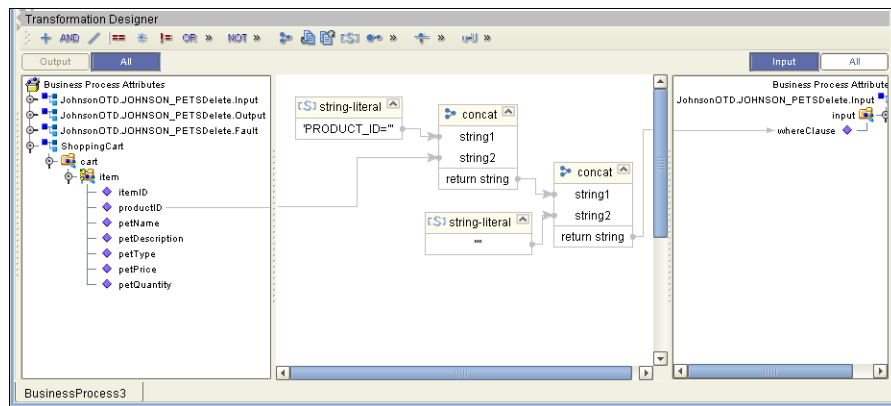 Transformation Designer
AND == != OR » NOT » [S] » » »
Output All Input All
Business Process Attributes
JohnsonOTD.JOHNSON_PETSDelete.Input
JohnsonOTD.JOHNSON_PETSDelete.Output
JohnsonOTD.JOHNSON_PETSDelete.Fault
ShoppingCart
cart
item
itemID
productID
petName
petDescription
petType
petPrice
petQuantity
[S] string-literal
'PRODUCT_ID="'
concat
string1
string2
return string
[S] string-literal
concat
string1
string2
return string
Business Process Attribute
JohnsonOTD.JOHNSON_PETSDelete.Input
input
whereClause
BusinessProcess3